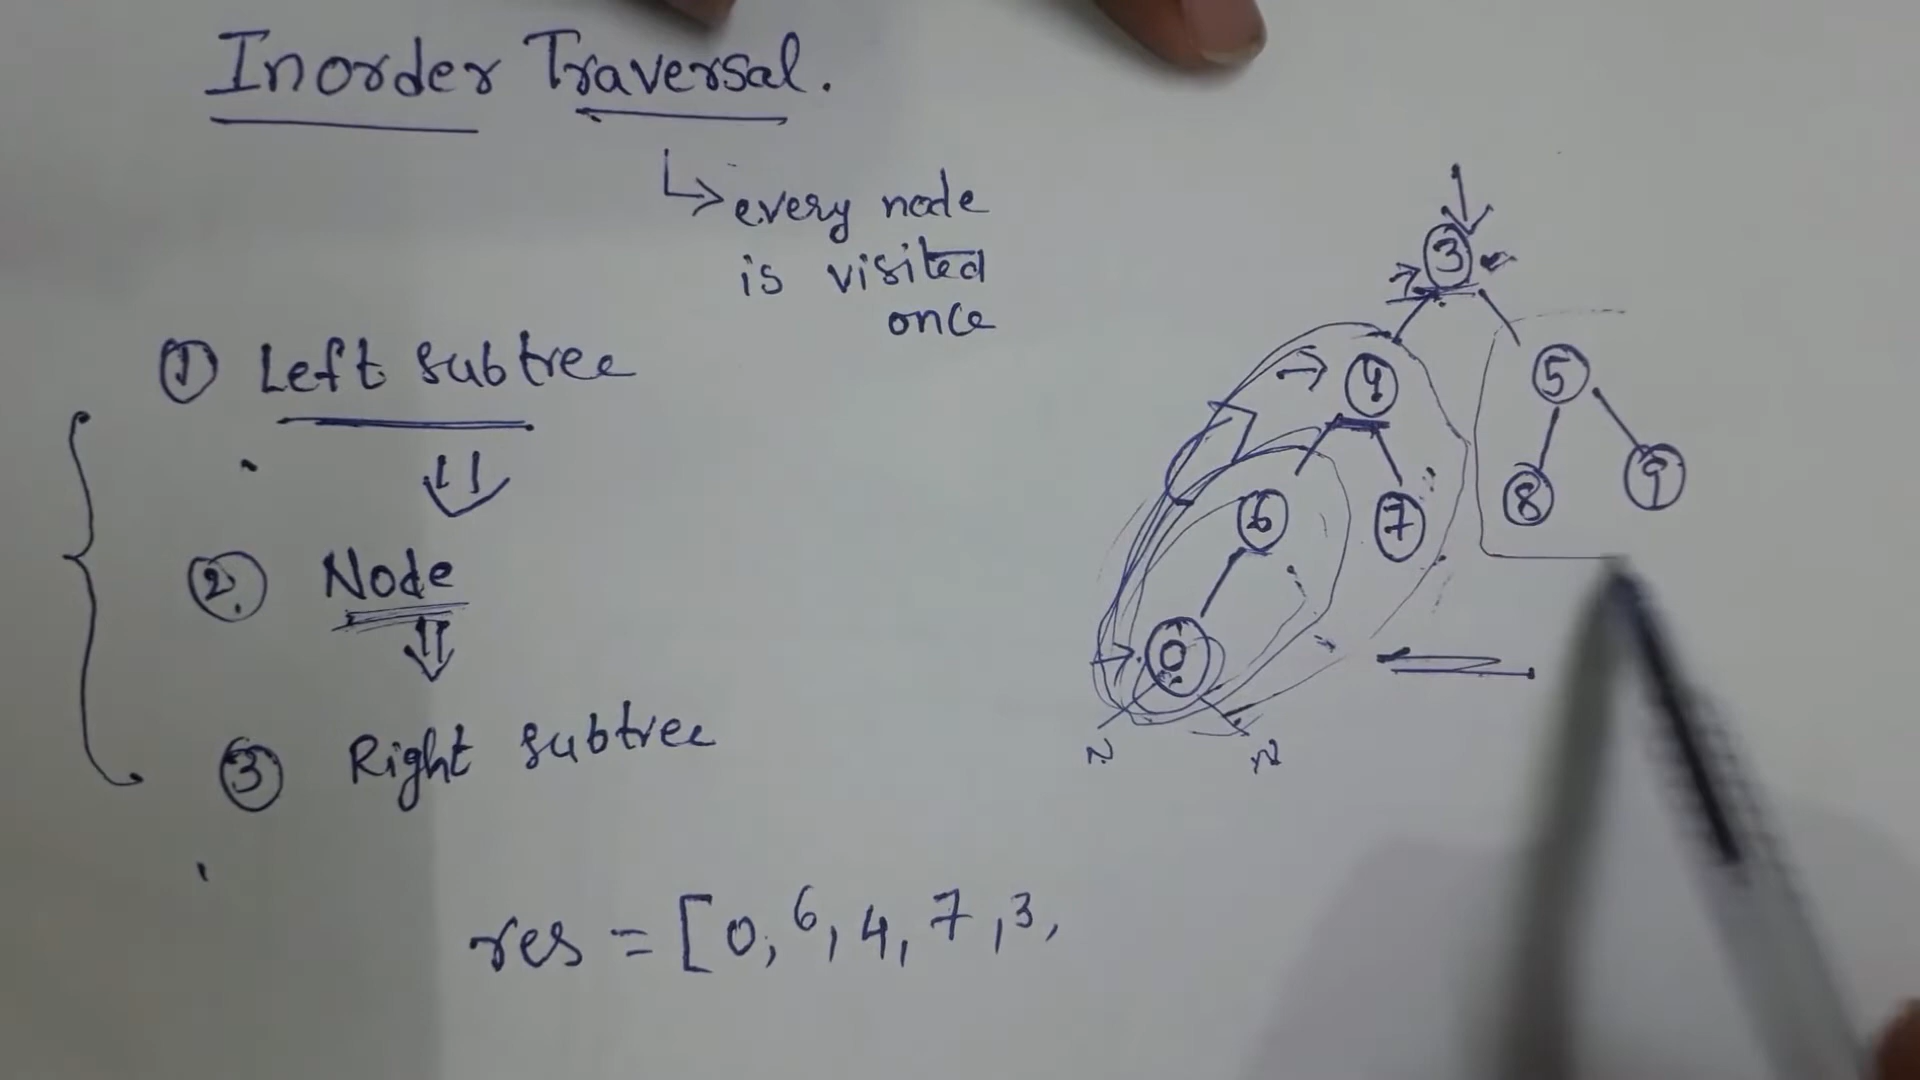 Inorder Traversal.
↳ every node
is visited
once
① Left subtree
② Node
③ Right subtree
3
4
5
6
7
8
9
0
N
N
res = [0, 6, 4, 7, 3,